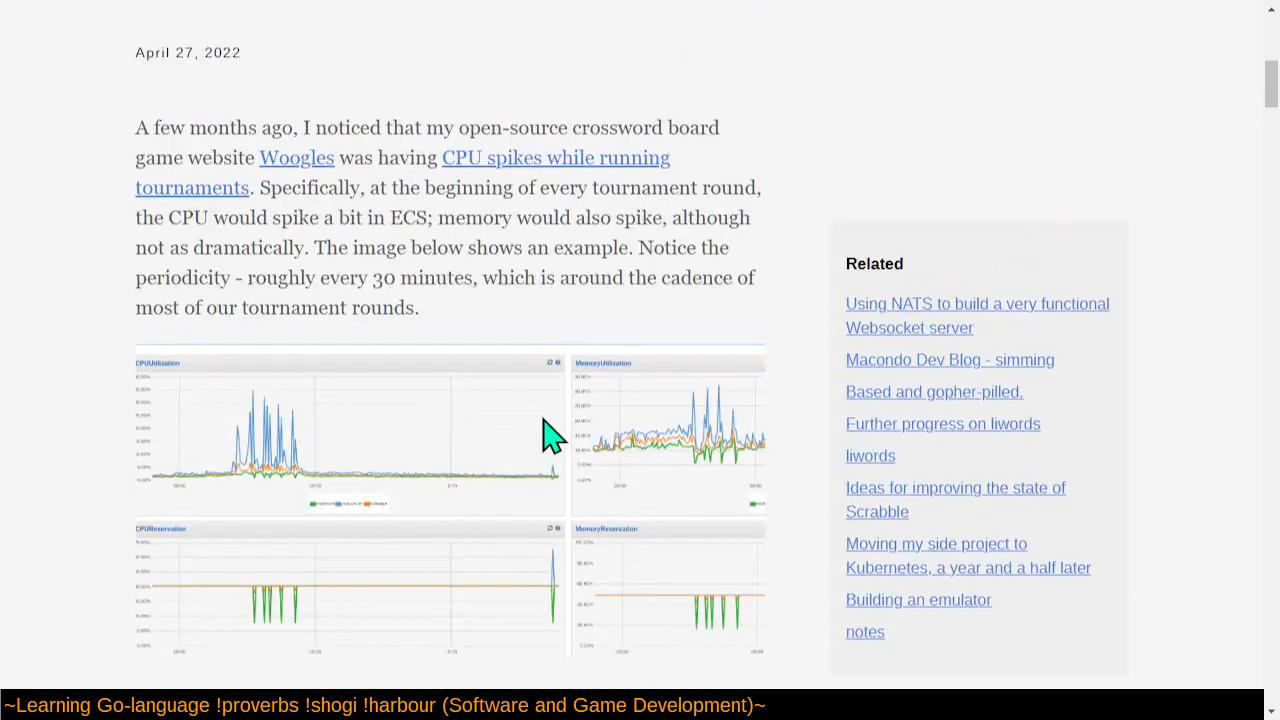 April 27, 2022
A few months ago, I noticed that my open-source crossword board
game website Woogles was having CPU spikes while running
tournaments. Specifically, at the beginning of every tournament round,
the CPU would spike a bit in ECS; memory would also spike, although
not as dramatically. The image below shows an example. Notice the
periodicity - roughly every 30 minutes, which is around the cadence of
most of our tournament rounds.
CPUUtilization
MemoryUtilization
CPUReservation
MemoryReservation
Related
Using NATS to build a very functional
Websocket server
Macondo Dev Blog - simming
Based and gopher-pilled.
Further progress on liwords
liwords
Ideas for improving the state of
Scrabble
Moving my side project to
Kubernetes, a year and a half later
Building an emulator
notes
~Learning Go-language !proverbs !shogi !harbour (Software and Game Development)~